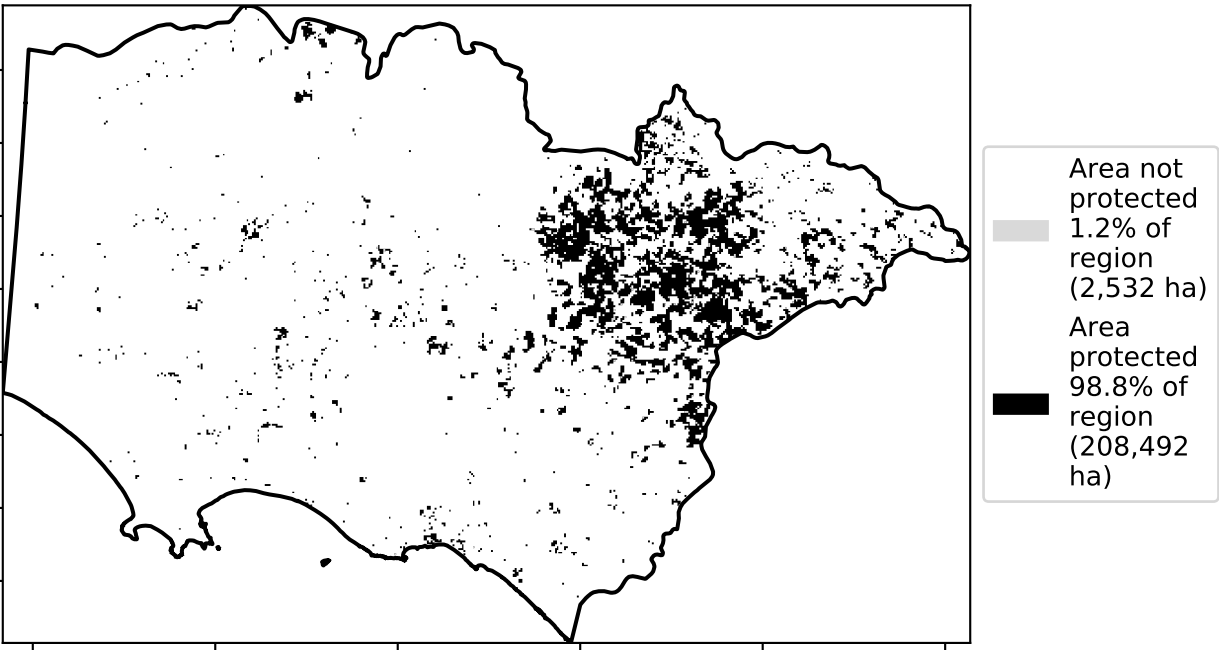 Area not
protected
1.2% of
region
(2,532 ha)
Area
protected
98.8% of
region
(208,492
ha)